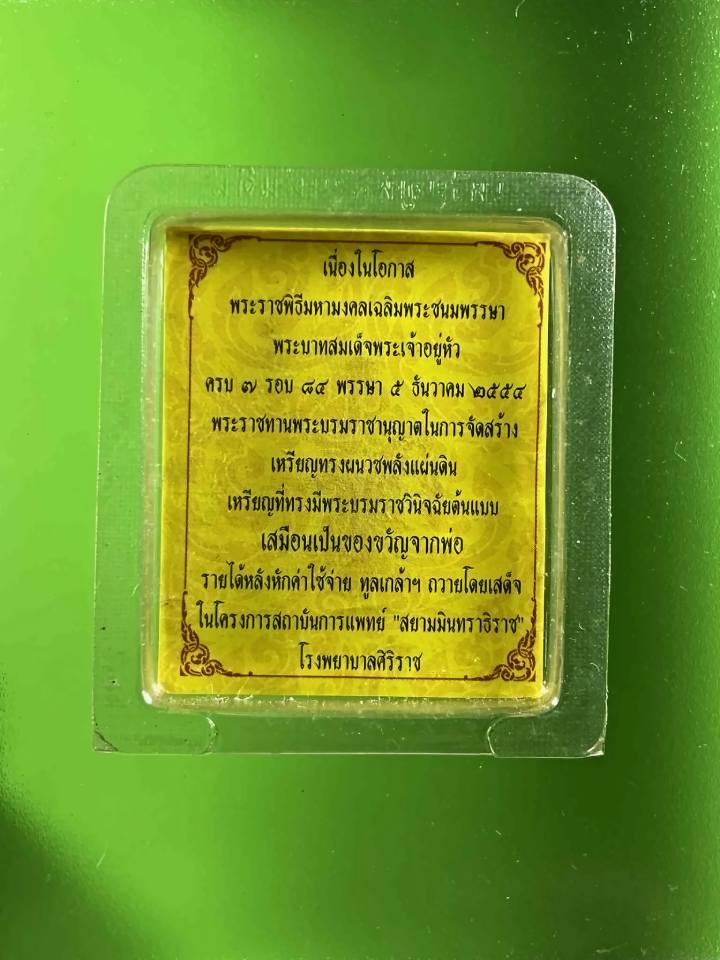 เนื่องในโอกาส
พระราชพิธีมหามงคลเฉลิมพระชนมพรรษา
พระบาทสมเด็จพระเจ้าอยู่หัว
ครบ ๗ รอบ ๘๔ พรรษา ๕ ธันวาคม ๒๕๕๔
พระราชทานพระบรมราชานุญาตในการจัดสร้าง
เหรียญทรงผนวชพลังแผ่นดิน
เหรียญที่ทรงมีพระบรมราชวินิจฉัยต้นแบบ
เสมือนเป็นของขวัญจากพ่อ
รายได้หลังหักค่าใช้จ่าย ทูลเกล้าฯ ถวายโดยเสด็จ
ในโครงการสถาบันการแพทย์ "สยามมินทราธิราช"
โรงพยาบาลศิริราช